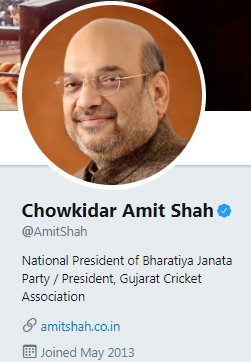 Chowkidar Amit Shah
@AmitShah
National President of Bharatiya Janata
Party / President, Gujarat Cricket
Association
amitshah.co.in
Joined May 2013